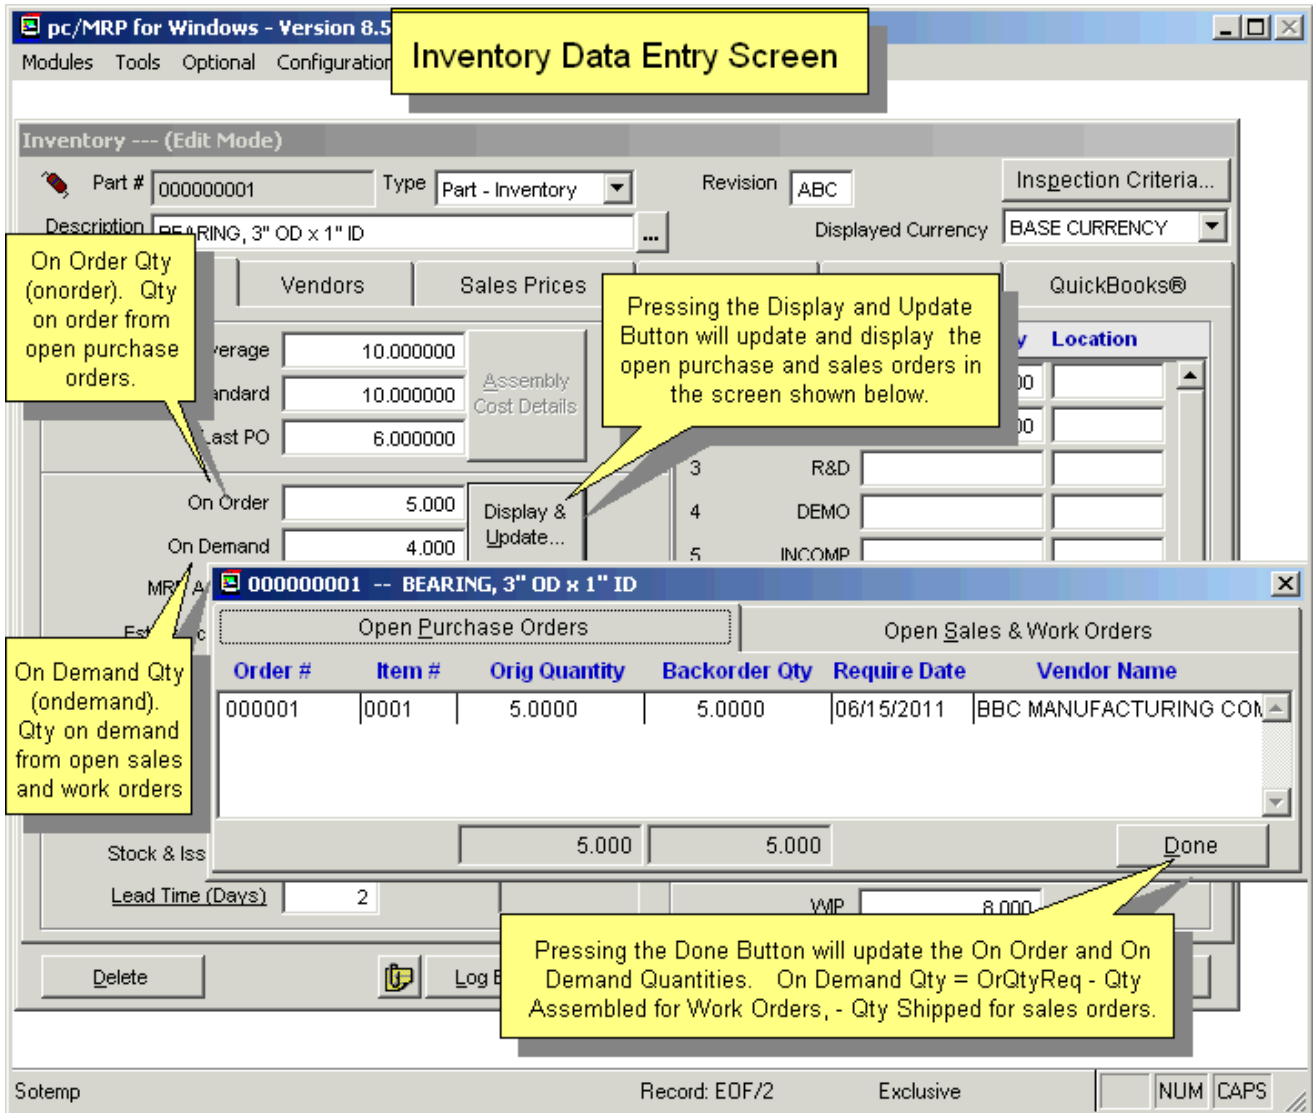 pc/MRP for Windows - Version 8.5
Inventory Data Entry Screen
Modules Tools Optional Configuration
Inventory --- (Edit Mode)
Part # 000000001 Type Part - Inventory Revision ABC Inspection Criteria...
Description BEARING, 3" OD x 1" ID ... Displayed Currency BASE CURRENCY
On Order Qty
(onorder). Qty
on order from
open purchase
orders.
Vendors Sales Prices QuickBooks®
Pressing the Display and Update
Button will update and display the
open purchase and sales orders in
the screen shown below.
Location
10.000000
Assembly
Cost Details
10.000000
Last PO 6.000000
3 R&D
On Order 5.000 Display &
Update...
4 DEMO
On Demand 4.000
5 INCOMP
000000001 -- BEARING, 3" OD x 1" ID
Open Purchase Orders Open Sales & Work Orders
Order # Item # Orig Quantity Backorder Qty Require Date Vendor Name
000001 0001 5.0000 5.0000 06/15/2011 BBC MANUFACTURING COM
On Demand Qty
(ondemand).
Qty on demand
from open sales
and work orders
5.000 5.000 Done
Stock & Iss
Lead Time (Days) 2
WIP 8.000
Pressing the Done Button will update the On Order and On
Demand Quantities. On Demand Qty = OrQtyReq - Qty
Assembled for Work Orders, - Qty Shipped for sales orders.
Delete Log
Sotemp Record: EOF/2 Exclusive NUM CAPS